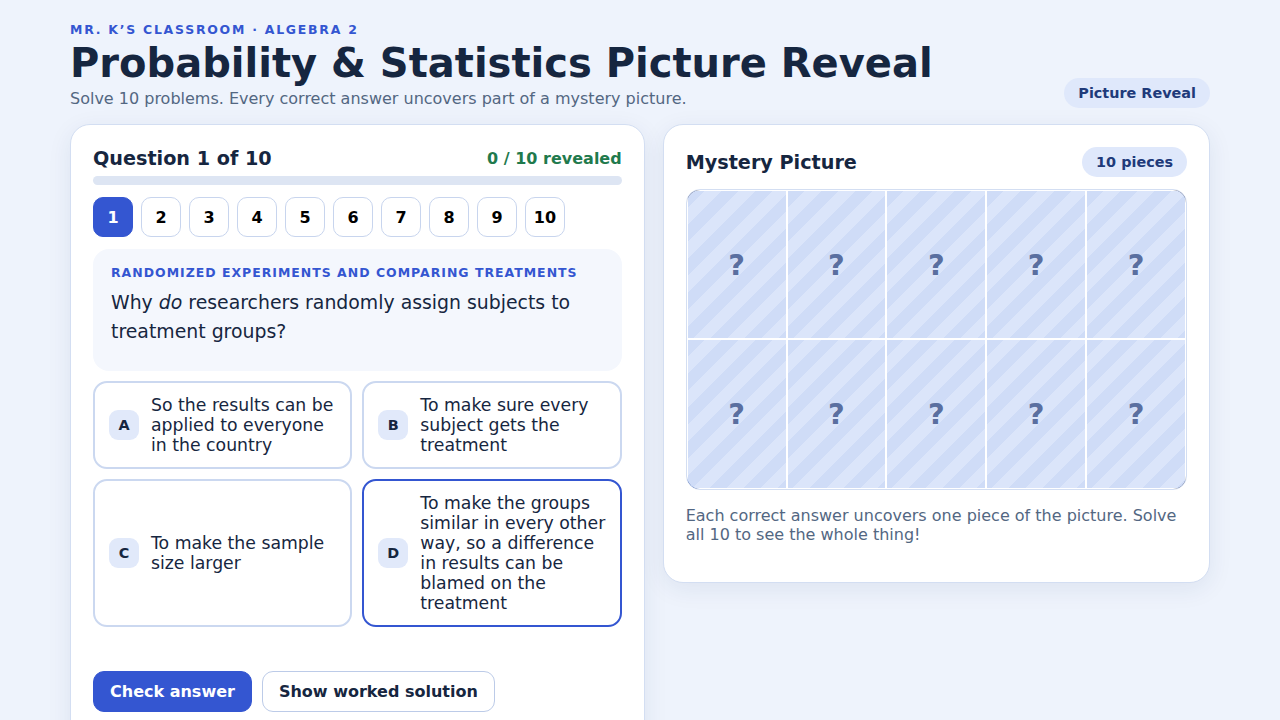 MR. K’S CLASSROOM · ALGEBRA 2
Probability & Statistics Picture Reveal
Solve 10 problems. Every correct answer uncovers part of a mystery picture.
Picture Reveal
Question 1 of 10
0 / 10 revealed
1 2 3 4 5 6 7 8 9 10
RANDOMIZED EXPERIMENTS AND COMPARING TREATMENTS
Why do researchers randomly assign subjects to
treatment groups?
A
So the results can be
applied to everyone
in the country
B
To make sure every
subject gets the
treatment
C
To make the sample
size larger
D
To make the groups
similar in every other
way, so a difference
in results can be
blamed on the
treatment
Check answer
Show worked solution
Mystery Picture
10 pieces
? ? ? ? ?
? ? ? ? ?
Each correct answer uncovers one piece of the picture. Solve
all 10 to see the whole thing!